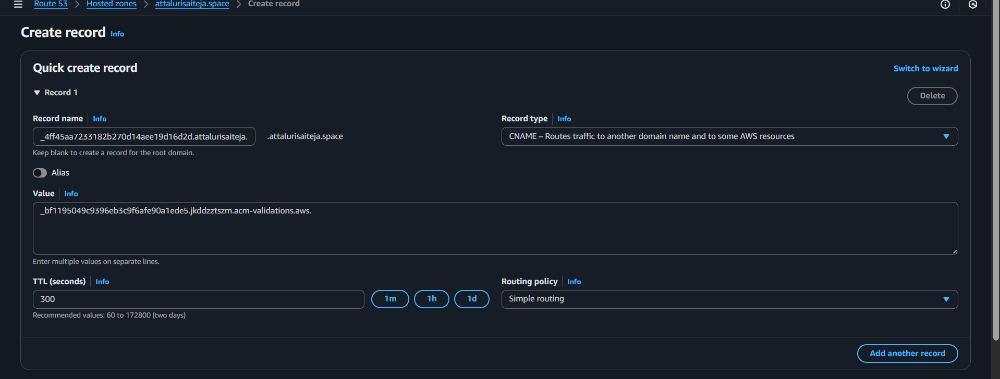 Route 53 > Hosted zones > attalurisaiteja.space > Create record
Create record Info
Quick create record
Switch to wizard
Record 1
Delete
Record name Info
Record type Info
_4ff45aa7233182b270d14aee19d16d2d.attalurisaiteja. .attalurisaiteja.space
CNAME – Routes traffic to another domain name and to some AWS resources
Keep blank to create a record for the root domain.
Alias
Value Info
_bf1195049c9396eb3c9f6afe90a1ede5.jkddzztszm.acm-validations.aws.
Enter multiple values on separate lines.
TTL (seconds) Info
Routing policy Info
300 1m 1h 1d
Simple routing
Recommended values: 60 to 172800 (two days)
Add another record